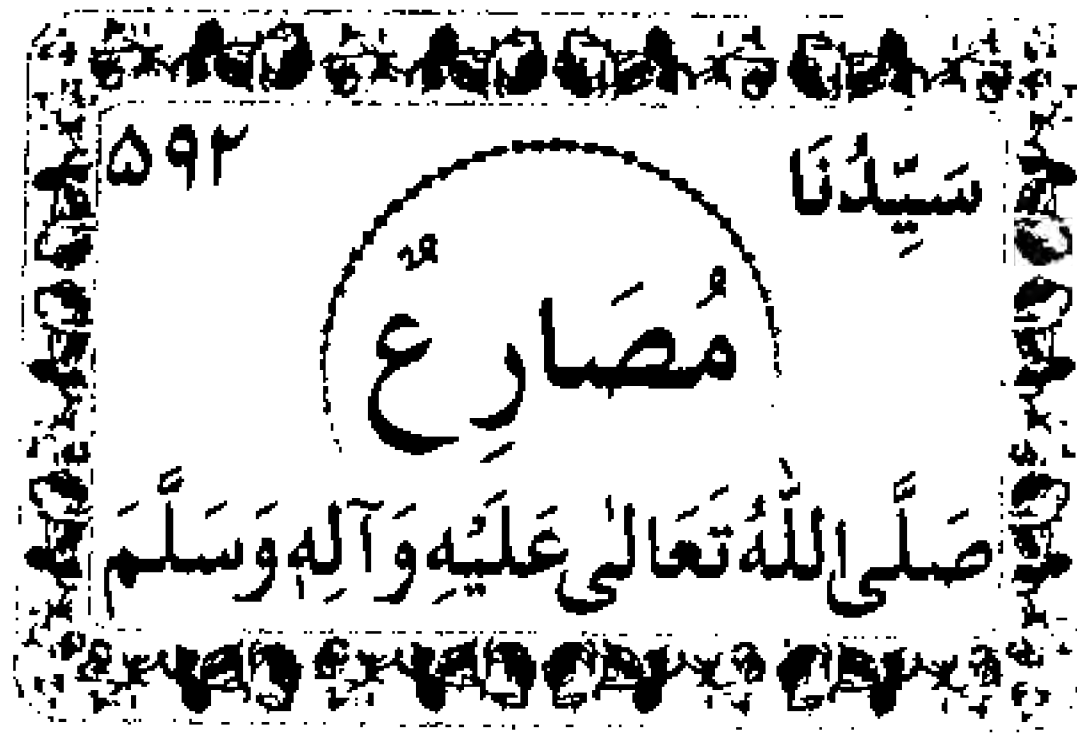 سَيِّدُنَا ۵۹۲
مُصَارِعٌ
صَلَّى اللّٰهُ تَعَالٰى عَلَيْهِ وَآلِهٖ وَسَلَّمَ